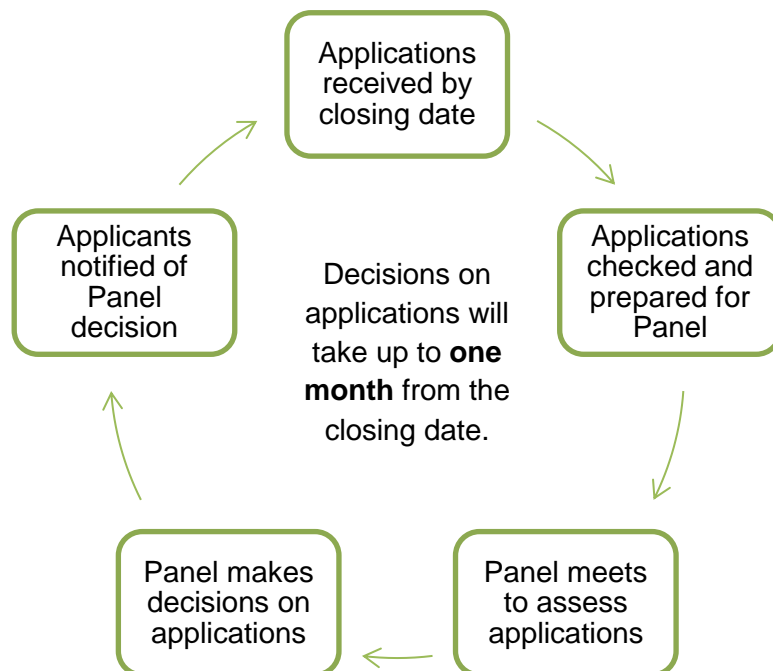 Applications
received by
closing date
Applications
checked and
prepared for
Panel
Panel meets
to assess
applications
Panel makes
decisions on
applications
Applicants
notified of
Panel
decision
Decisions on
applications will
take up to one
month from the
closing date.